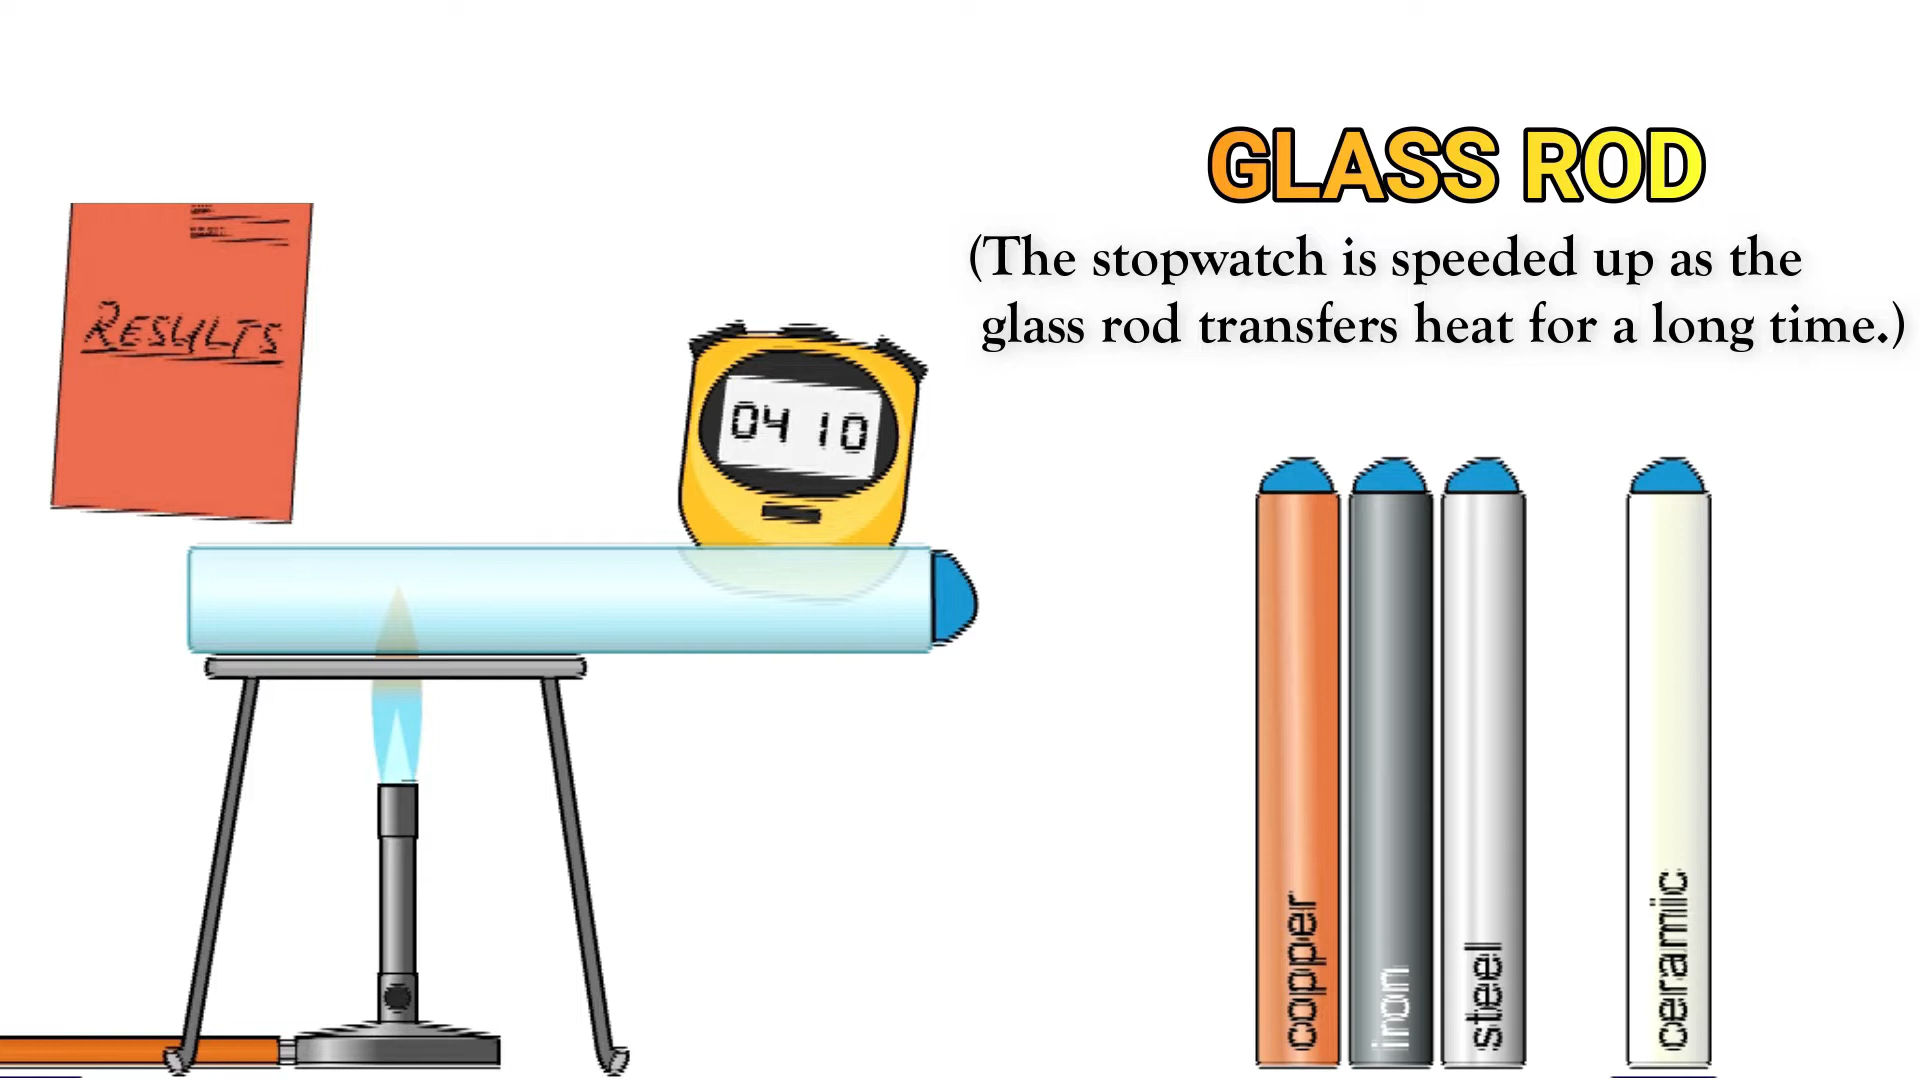 GLASS ROD
(The stopwatch is speeded up as the
glass rod transfers heat for a long time.)
RESULTS
04 10
copper
iron
steel
ceramic